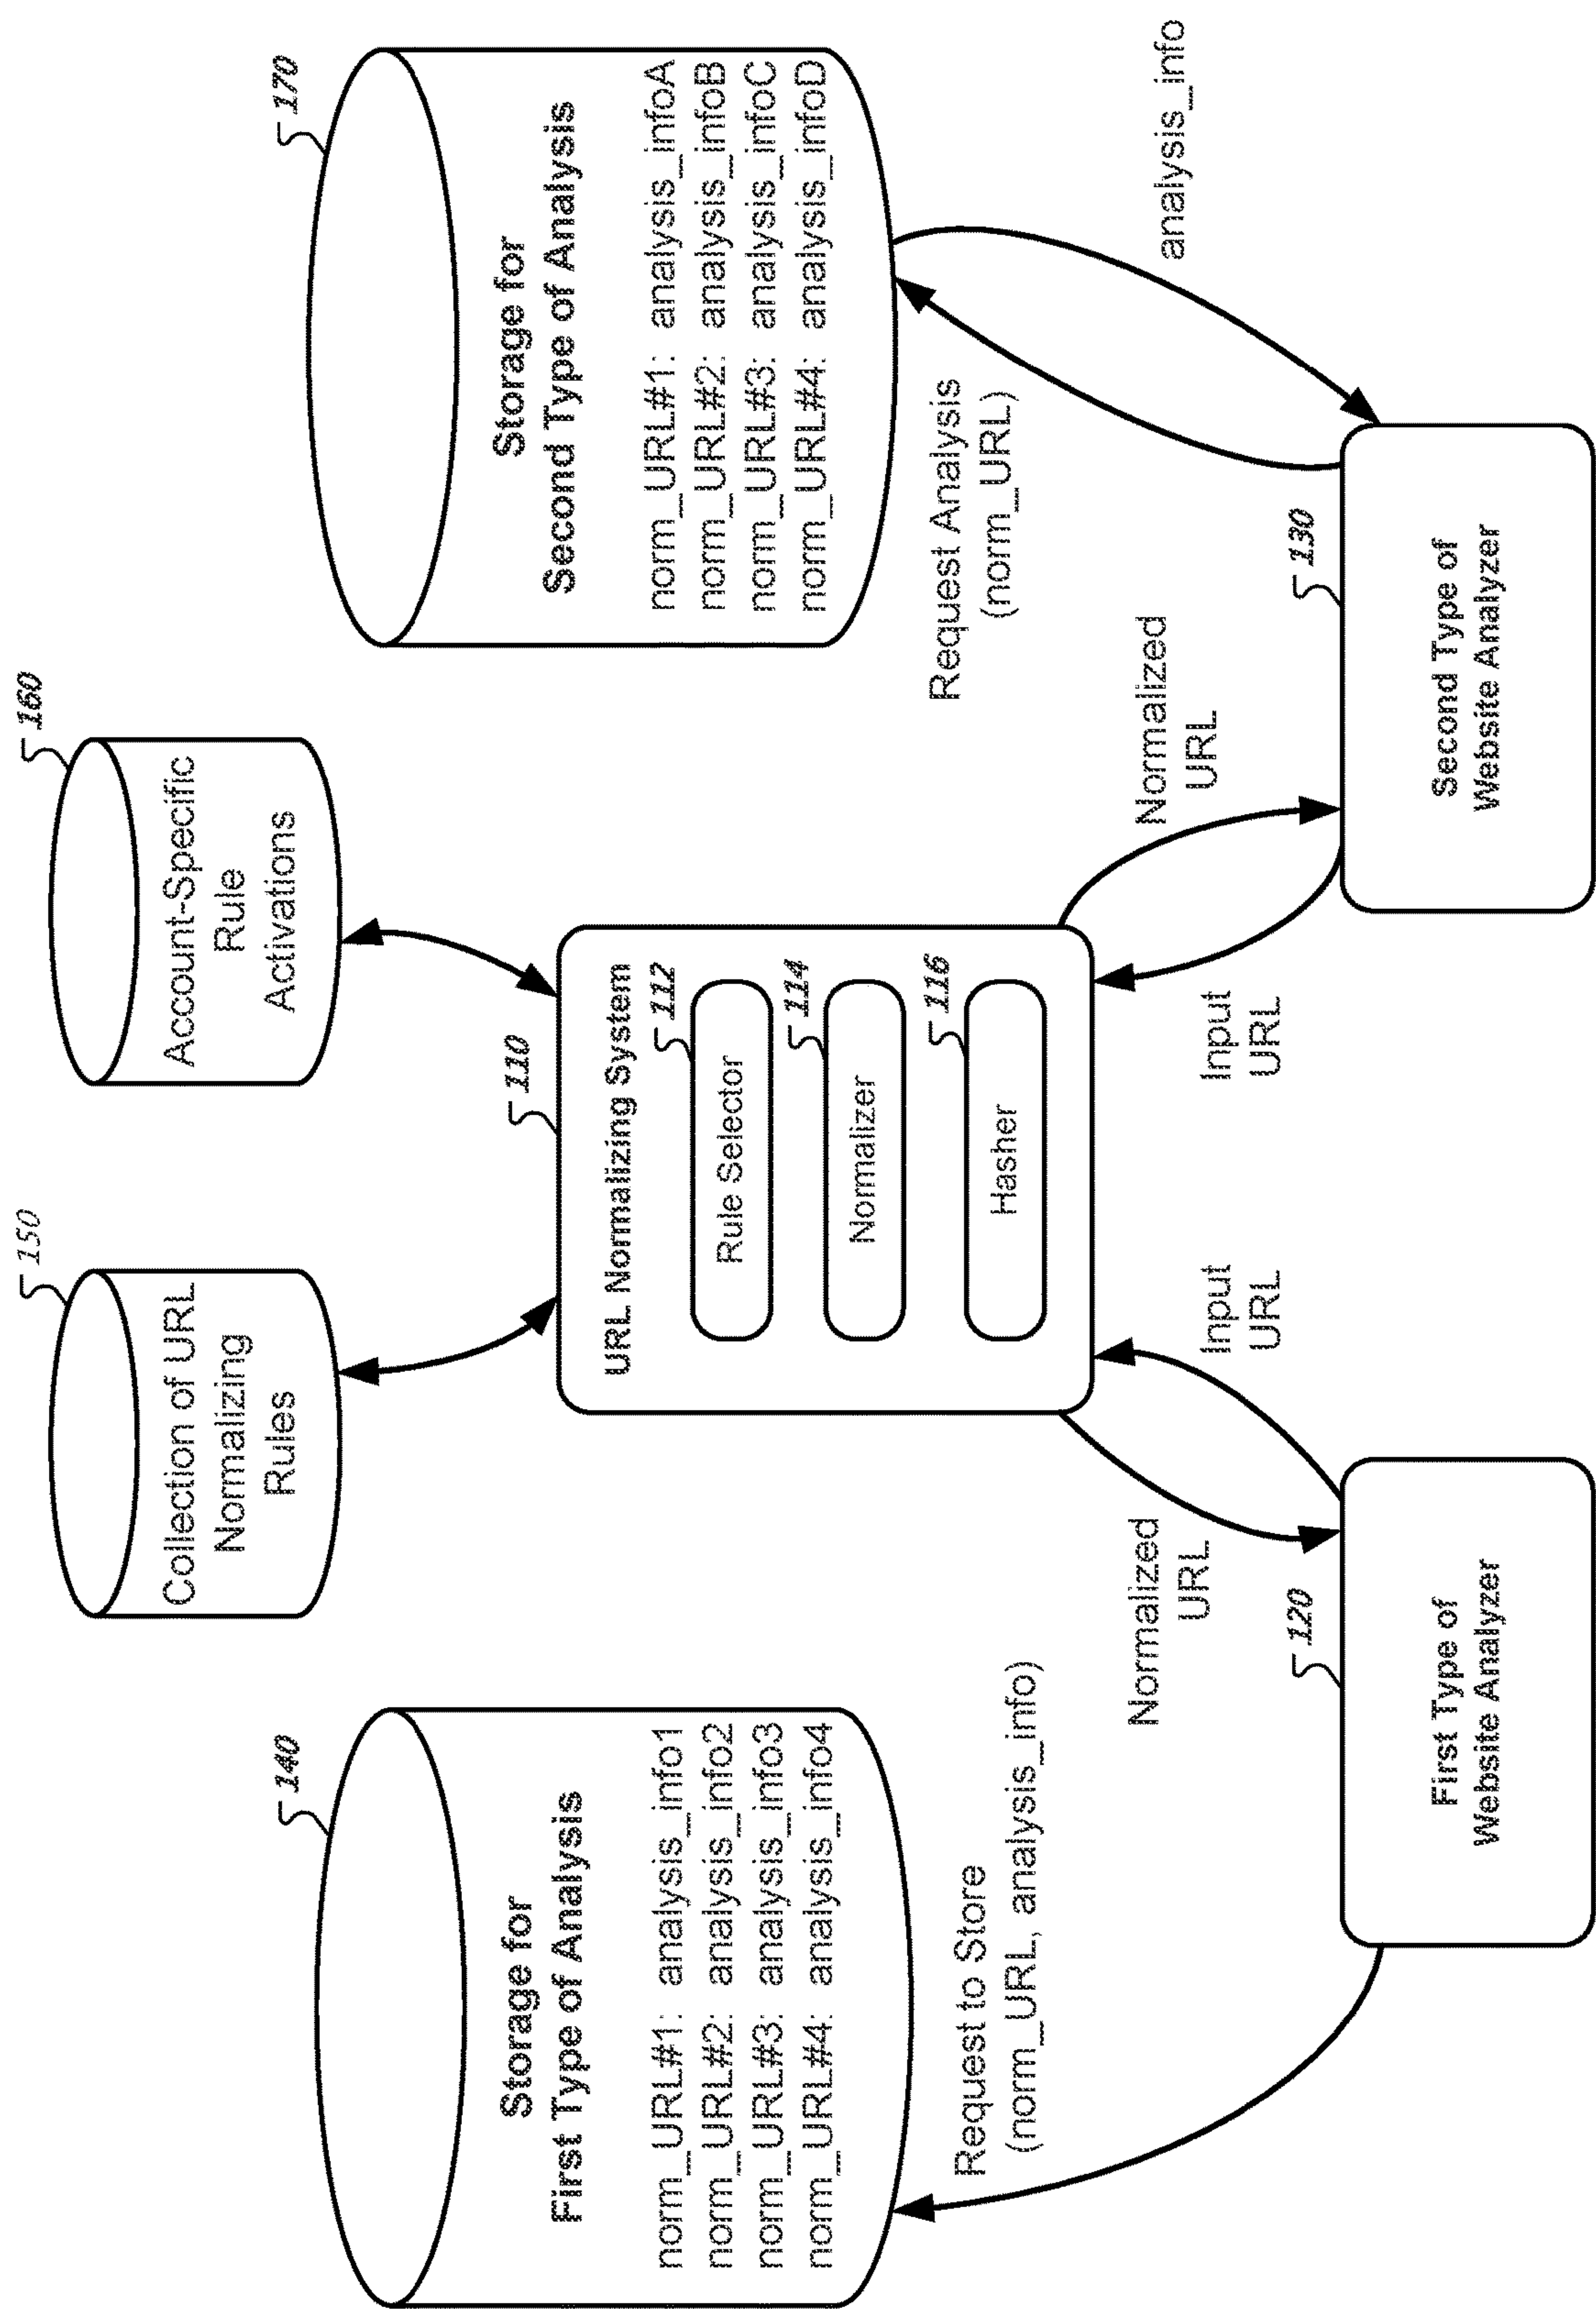 150
Collection of URL
Normalizing
Rules
160
Account-Specific
Rule
Activations
140
Storage for
First Type of Analysis
norm_URL#1: analysis_info1
norm_URL#2: analysis_info2
norm_URL#3: analysis_info3
norm_URL#4: analysis_info4
110
URL Normalizing System
112
Rule Selector
114
Normalizer
116
Hasher
170
Storage for
Second Type of Analysis
norm_URL#1: analysis_infoA
norm_URL#2: analysis_infoB
norm_URL#3: analysis_infoC
norm_URL#4: analysis_infoD
Request to Store
(norm_URL, analysis_info)
Normalized
URL
Input
URL
Input
URL
Normalized
URL
Request Analysis
(norm_URL)
analysis_info
120
First Type of
Website Analyzer
130
Second Type of
Website Analyzer